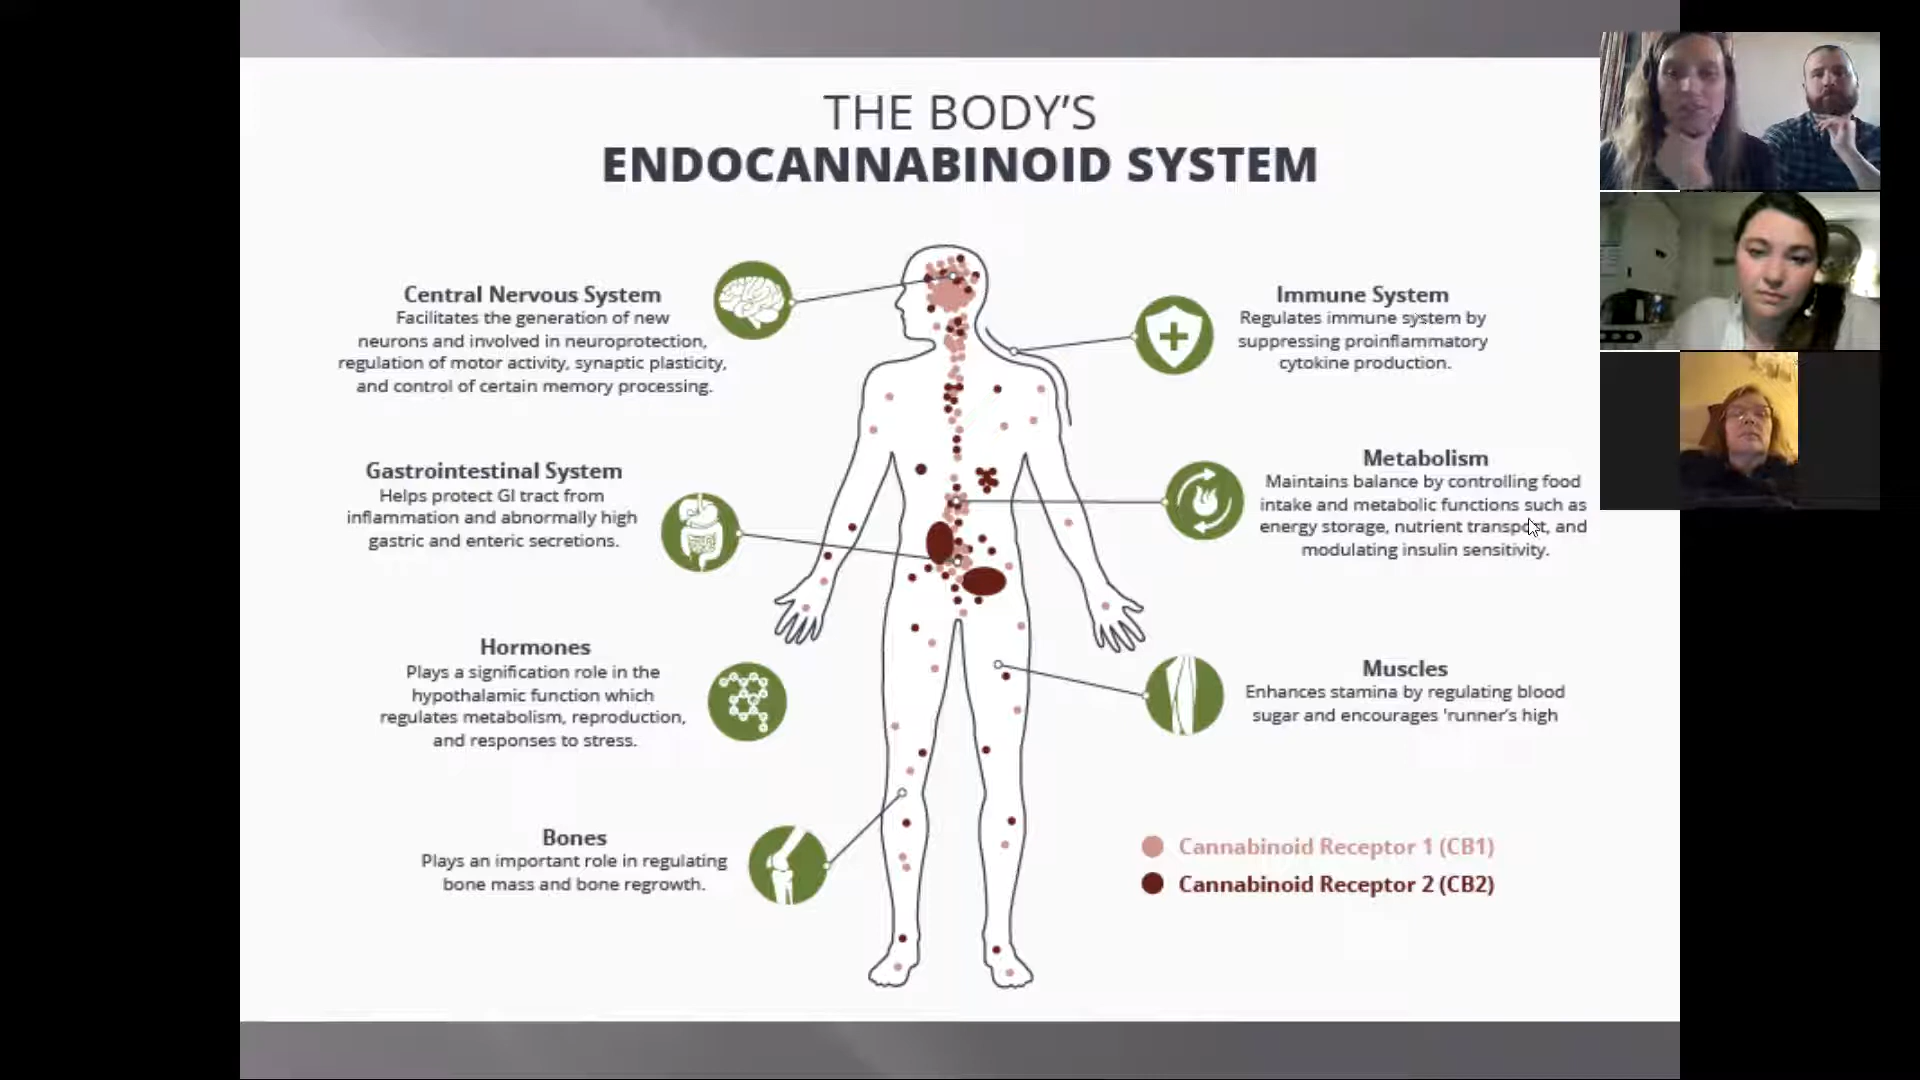 THE BODY’S
ENDOCANNABINOID SYSTEM
Central Nervous System
Facilitates the generation of new
neurons and involved in neuroprotection,
regulation of motor activity, synaptic plasticity,
and control of certain memory processing.
Gastrointestinal System
Helps protect GI tract from
inflammation and abnormally high
gastric and enteric secretions.
Hormones
Plays a signification role in the
hypothalamic function which
regulates metabolism, reproduction,
and responses to stress.
Bones
Plays an important role in regulating
bone mass and bone regrowth.
Immune System
Regulates immune system by
suppressing proinflammatory
cytokine production.
Metabolism
Maintains balance by controlling food
intake and metabolic functions such as
energy storage, nutrient transport, and
modulating insulin sensitivity.
Muscles
Enhances stamina by regulating blood
sugar and encourages 'runner’s high
Cannabinoid Receptor 1 (CB1)
Cannabinoid Receptor 2 (CB2)